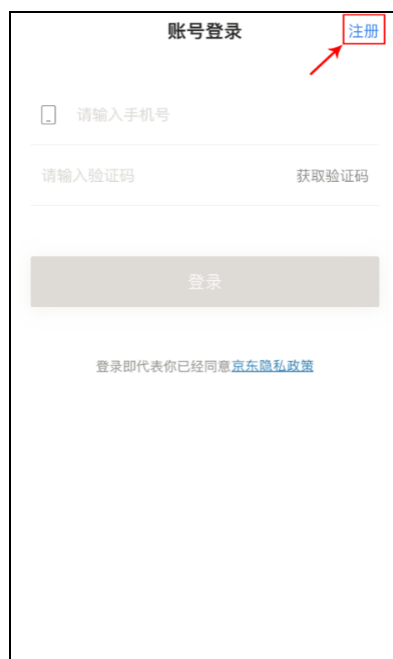 账号登录 注册
请输入手机号
请输入验证码 获取验证码
登录
登录即代表你已经同意京东隐私政策